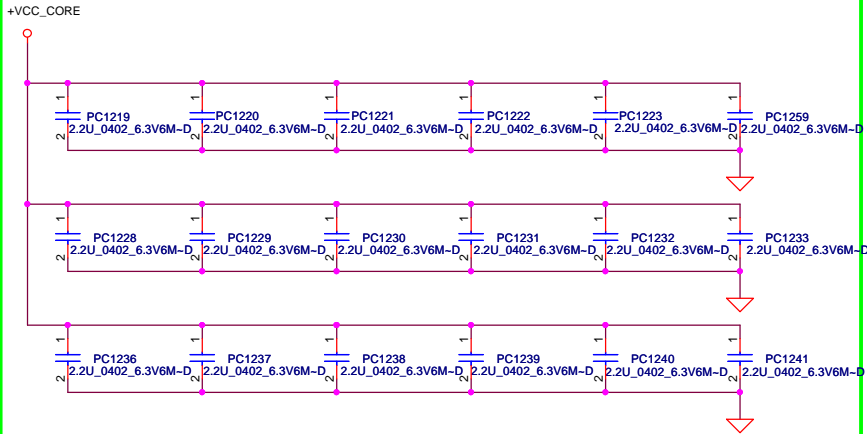 +VCC_CORE
1 1 1 1 1 1
PC1219 PC1220 PC1221 PC1222 PC1223 PC1259
2.2U_0402_6.3V6M~D 2.2U_0402_6.3V6M~D 2.2U_0402_6.3V6M~D 2.2U_0402_6.3V6M~D 2.2U_0402_6.3V6M~D 2.2U_0402_6.3V6M~D
2 2 2 2 2 2
1 1 1 1 1 1
PC1228 PC1229 PC1230 PC1231 PC1232 PC1233
2.2U_0402_6.3V6M~D 2.2U_0402_6.3V6M~D 2.2U_0402_6.3V6M~D 2.2U_0402_6.3V6M~D 2.2U_0402_6.3V6M~D 2.2U_0402_6.3V6M~D
2 2 2 2 2 2
1 1 1 1 1 1
PC1236 PC1237 PC1238 PC1239 PC1240 PC1241
2.2U_0402_6.3V6M~D 2.2U_0402_6.3V6M~D 2.2U_0402_6.3V6M~D 2.2U_0402_6.3V6M~D 2.2U_0402_6.3V6M~D 2.2U_0402_6.3V6M~D
2 2 2 2 2 2